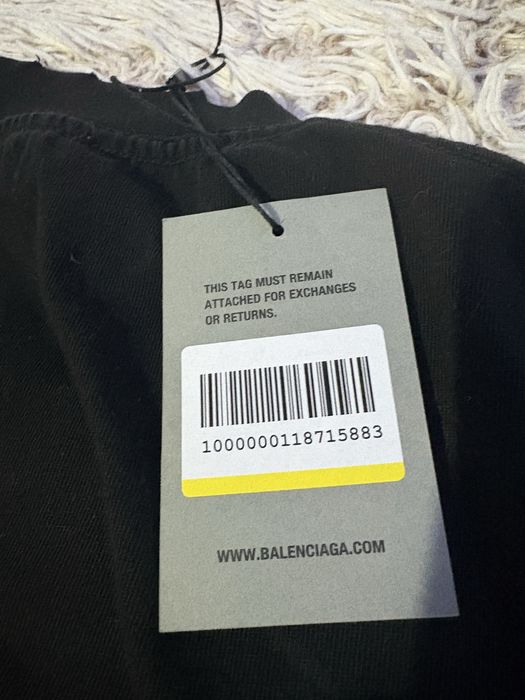 THIS TAG MUST REMAIN
ATTACHED FOR EXCHANGES
OR RETURNS.
1000000118715883
WWW.BALENCIAGA.COM